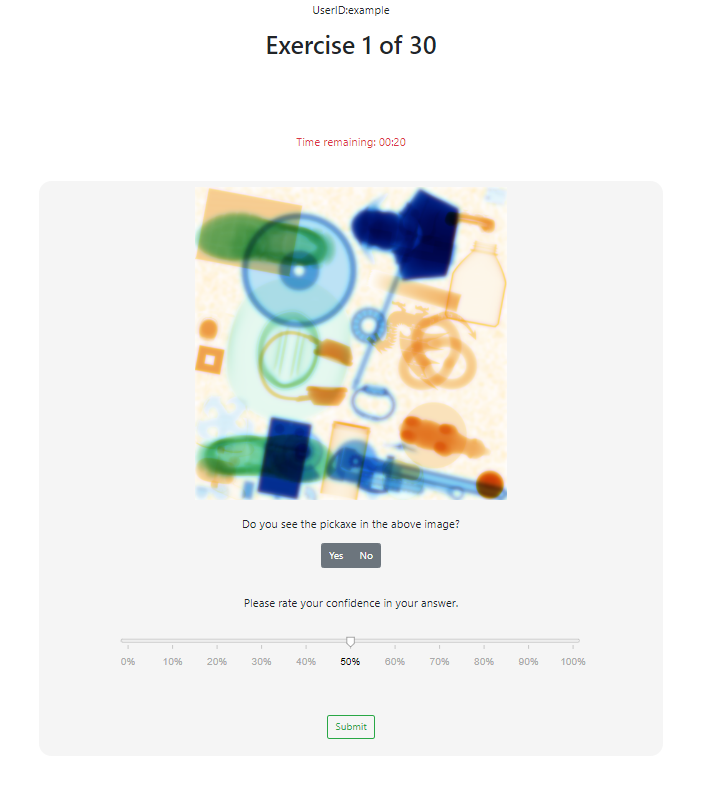 UserID:example
Exercise 1 of 30
Time remaining: 00:20
Do you see the pickaxe in the above image?
Yes No
Please rate your confidence in your answer.
0% 10% 20% 30% 40% 50% 60% 70% 80% 90% 100%
Submit